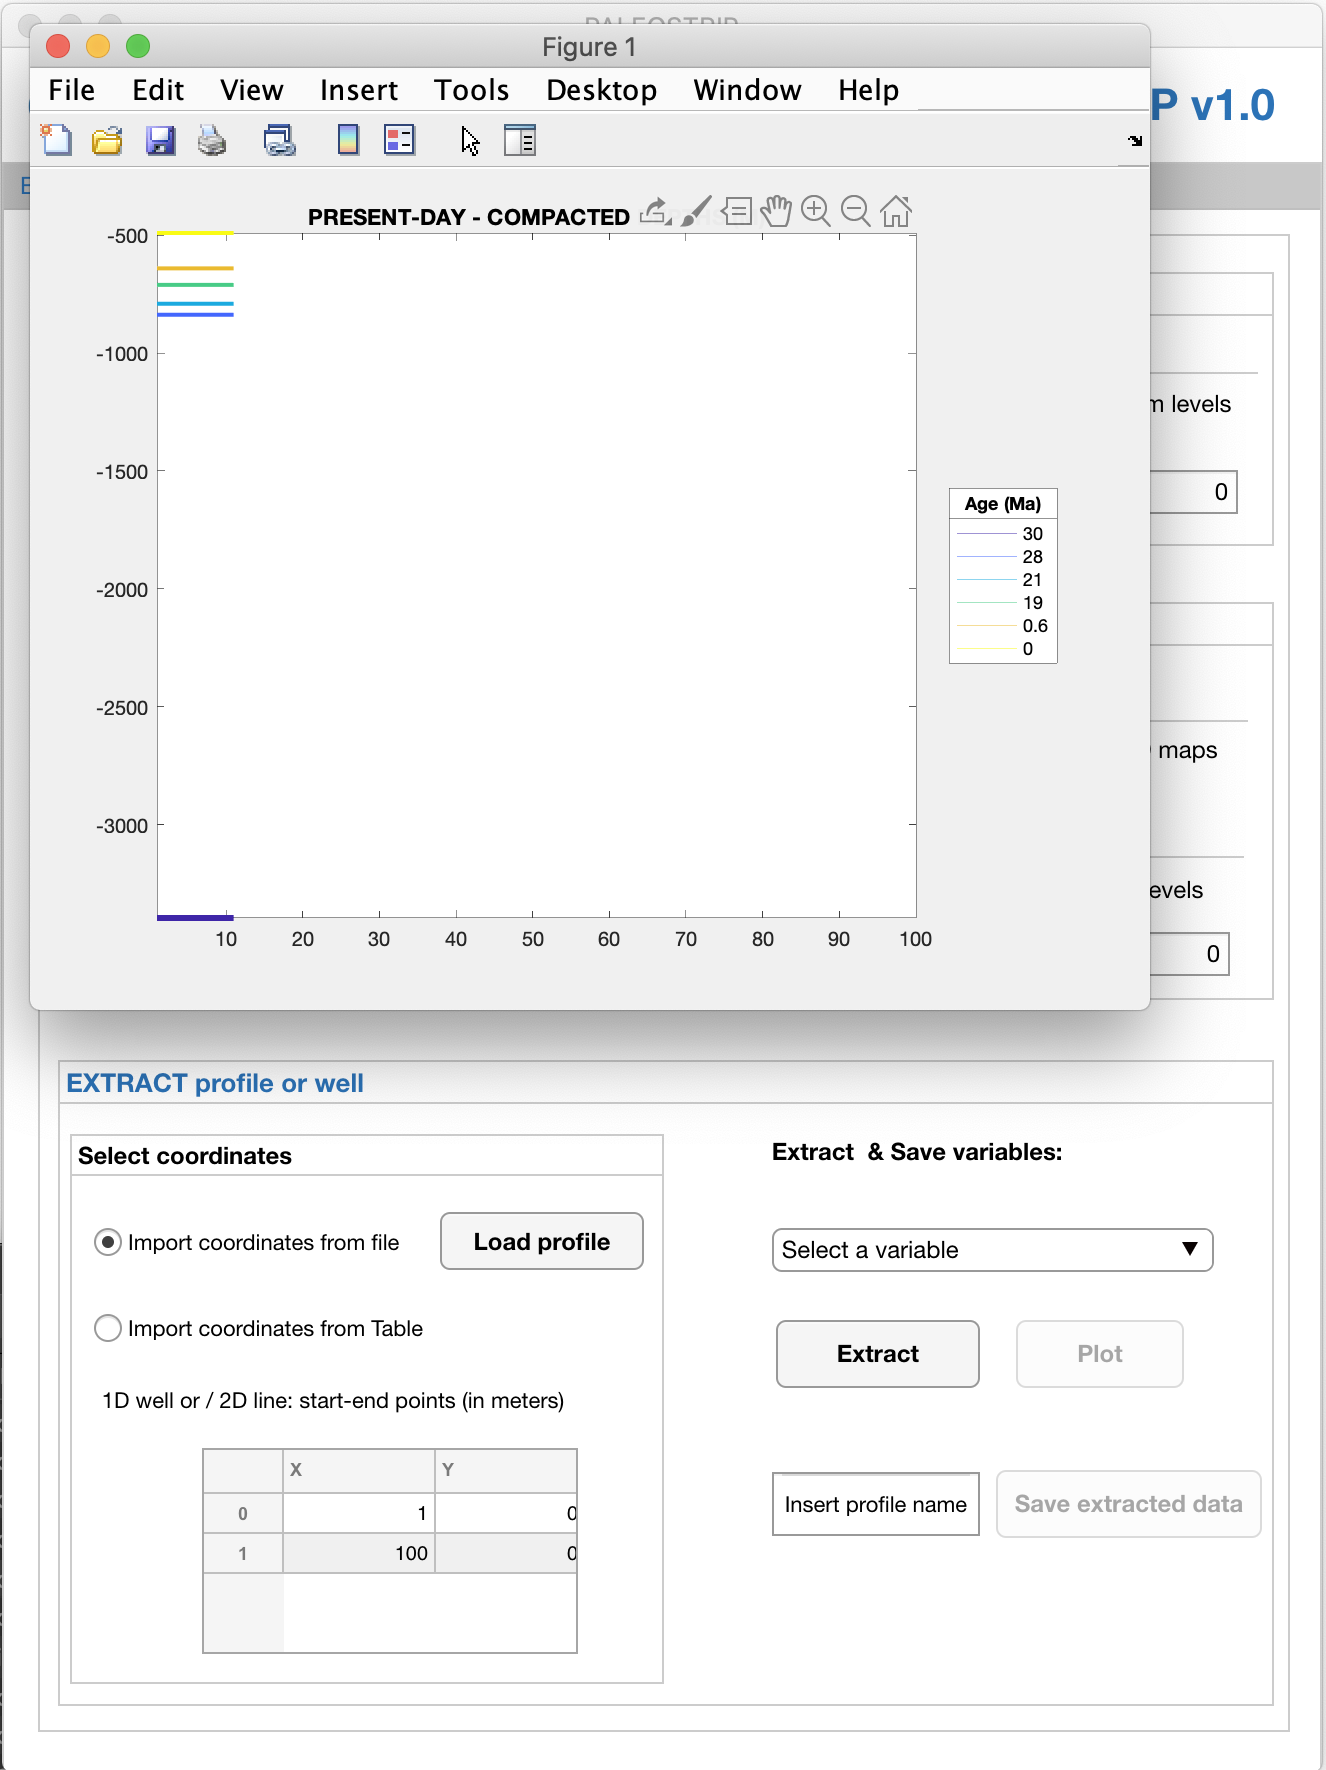 PALEOSTRIP
Figure 1
File Edit View Insert Tools Desktop Window Help
P v1.0
E
PRESENT-DAY - COMPACTED
-500
-1000
-1500
-2000
-2500
-3000
10 20 30 40 50 60 70 80 90 100
Age (Ma)
30
28
21
19
0.6
0
m levels
0
maps
evels
0
EXTRACT profile or well
Select coordinates
Import coordinates from file
Load profile
Import coordinates from Table
1D well or / 2D line: start-end points (in meters)
X Y
0 1 0
1 100 0
Extract & Save variables:
Select a variable
Extract Plot
Insert profile name Save extracted data